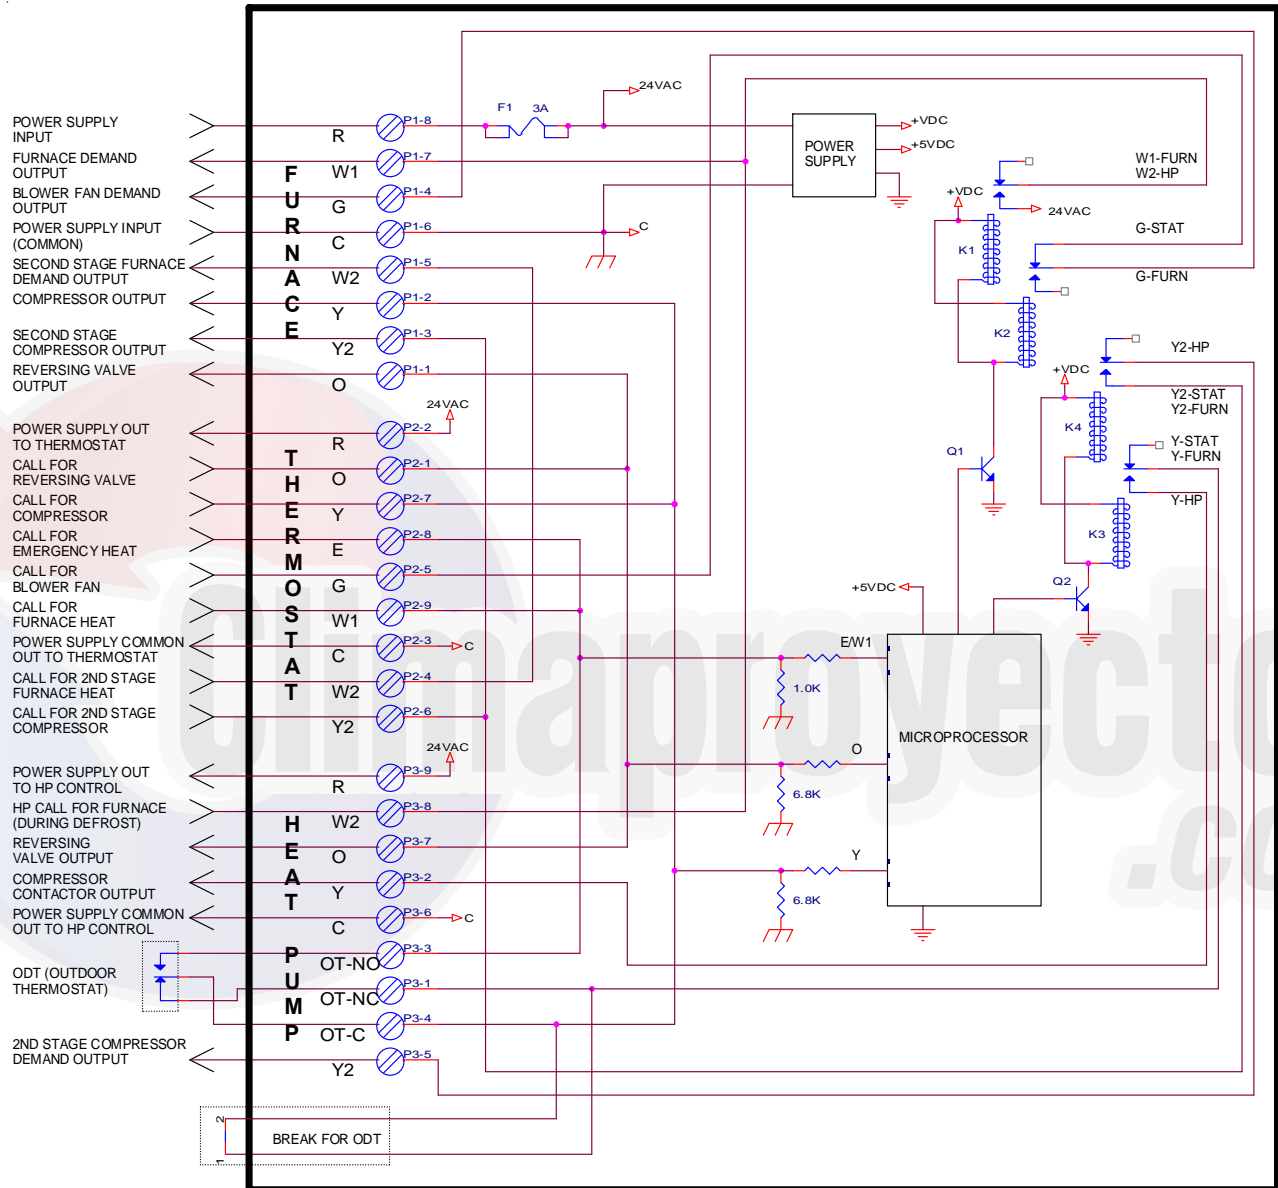 24VAC
F1 3A
POWER SUPPLY
INPUT
R
P1-8
FURNACE DEMAND
OUTPUT
W1
P1-7
BLOWER FAN DEMAND
OUTPUT
G
P1-4
POWER SUPPLY INPUT
(COMMON)
C
P1-6
C
SECOND STAGE FURNACE
DEMAND OUTPUT
W2
P1-5
COMPRESSOR OUTPUT
Y
P1-2
SECOND STAGE
COMPRESSOR OUTPUT
Y2
P1-3
REVERSING VALVE
OUTPUT
O
P1-1
FURNACE
POWER
SUPPLY
+VDC
+5VDC
W1-FURN
W2-HP
+VDC
24VAC
K1
G-STAT
G-FURN
K2
Y2-HP
+VDC
Y2-STAT
Y2-FURN
K4
Y-STAT
Y-FURN
Y-HP
K3
Q1
Q2
24VAC
POWER SUPPLY OUT
TO THERMOSTAT
R
P2-2
CALL FOR
REVERSING VALVE
O
P2-1
CALL FOR
COMPRESSOR
Y
P2-7
CALL FOR
EMERGENCY HEAT
E
P2-8
CALL FOR
BLOWER FAN
G
P2-5
CALL FOR
FURNACE HEAT
W1
P2-9
POWER SUPPLY COMMON
OUT TO THERMOSTAT
C
P2-3
C
CALL FOR 2ND STAGE
FURNACE HEAT
W2
P2-4
CALL FOR 2ND STAGE
COMPRESSOR
Y2
P2-6
THERMOSTAT
+5VDC
E/W1
1.0K
MICROPROCESSOR
O
6.8K
Y
6.8K
24VAC
POWER SUPPLY OUT
TO HP CONTROL
R
P3-9
HP CALL FOR FURNACE
(DURING DEFROST)
W2
P3-8
REVERSING
VALVE OUTPUT
O
P3-7
COMPRESSOR
CONTACTOR OUTPUT
Y
P3-2
POWER SUPPLY COMMON
OUT TO HP CONTROL
C
P3-6
C
OT-NO
P3-3
ODT (OUTDOOR
THERMOSTAT)
OT-NC
P3-1
OT-C
P3-4
2ND STAGE COMPRESSOR
DEMAND OUTPUT
Y2
P3-5
HEAT PUMP
2
BREAK FOR ODT
1
Climaproyecto
.co